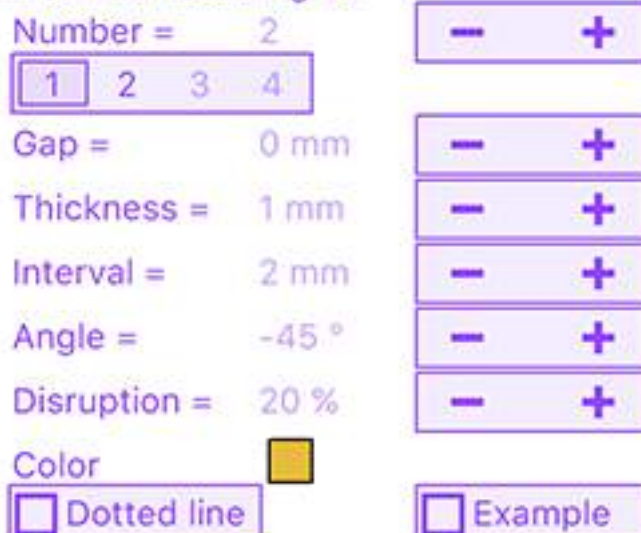 Number = 2 − +
1 2 3 4
Gap = 0 mm − +
Thickness = 1 mm − +
Interval = 2 mm − +
Angle = -45 ° − +
Disruption = 20 % − +
Color
Dotted line Example